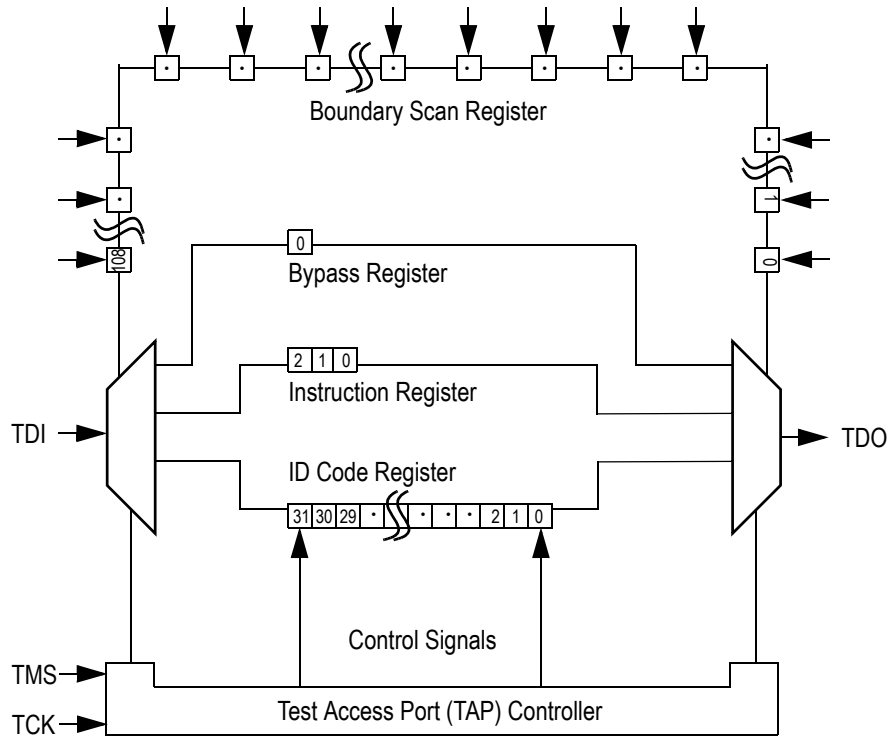 Boundary Scan Register
1
108
0
0
Bypass Register
2 1 0
Instruction Register
TDI
TDO
ID Code Register
31 30 29 · · · · 2 1 0
Control Signals
TMS
Test Access Port (TAP) Controller
TCK